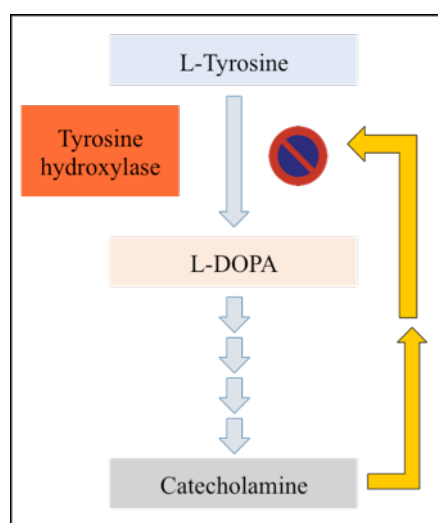 L-Tyrosine
Tyrosine
hydroxylase
L-DOPA
Catecholamine